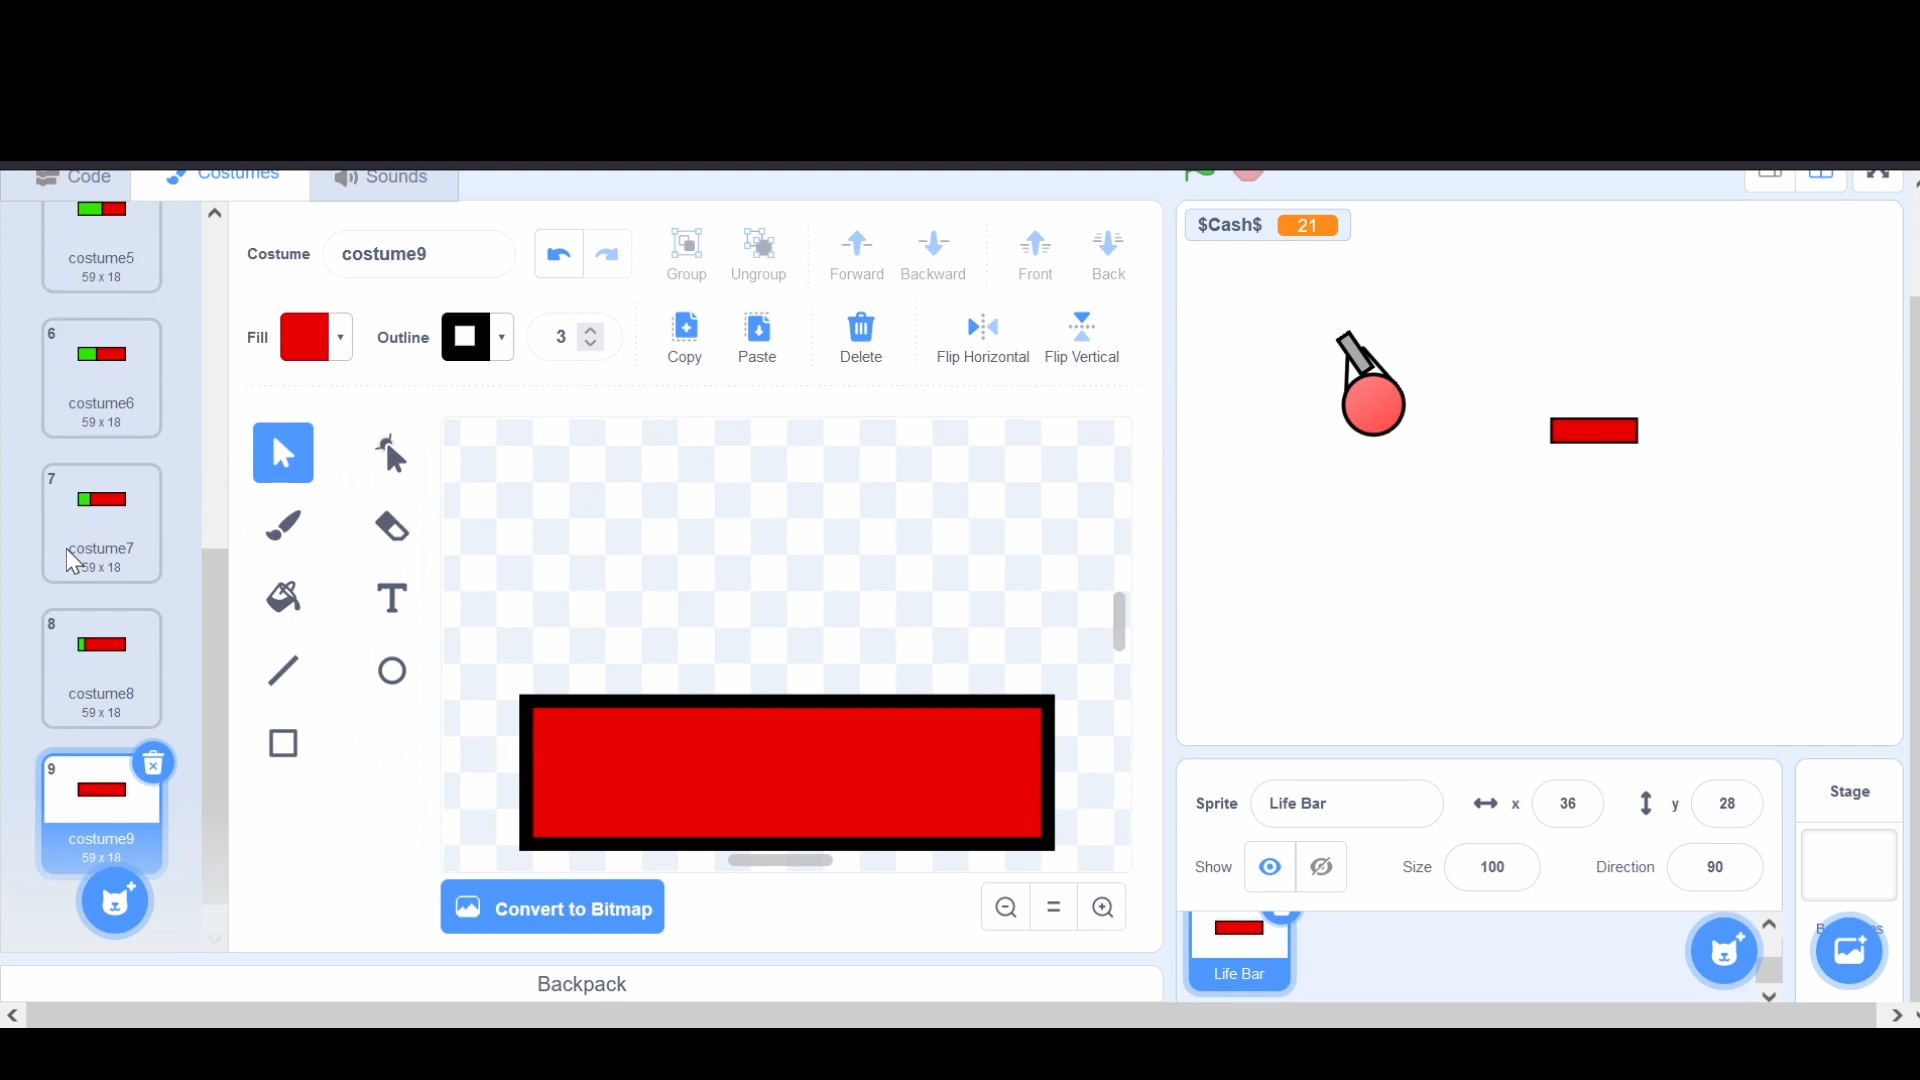 Code
Costumes
Sounds
costume5
59 x 18
6
costume6
59 x 18
7
costume7
59 x 18
8
costume8
59 x 18
9
costume9
59 x 18
Costume
costume9
Group
Ungroup
Forward
Backward
Front
Back
Fill
Outline
3
Copy
Paste
Delete
Flip Horizontal
Flip Vertical
T
Convert to Bitmap
Backpack
$Cash$ 21
Sprite
Life Bar
x
36
y
28
Show
Size
100
Direction
90
Life Bar
Stage